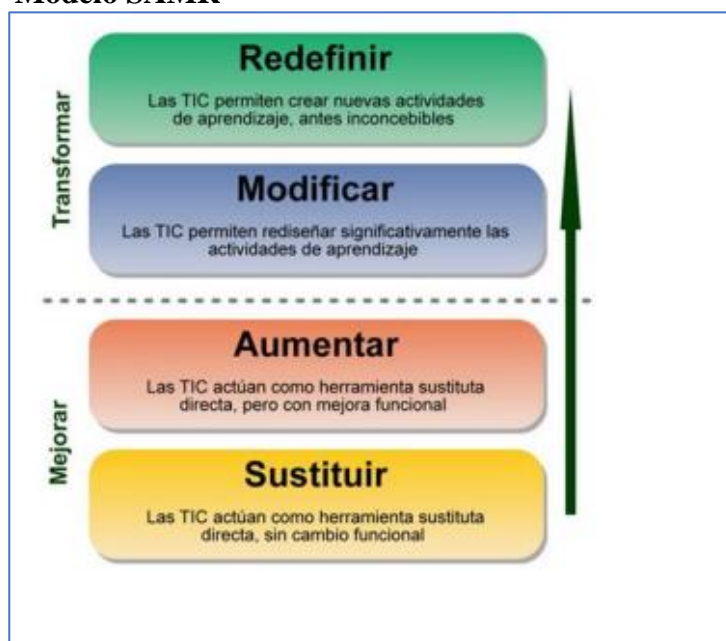 Modelo SAMR
Transformar
Redefinir
Las TIC permiten crear nuevas actividades
de aprendizaje, antes inconcebibles
Modificar
Las TIC permiten rediseñar significativamente las
actividades de aprendizaje
Mejorar
Aumentar
Las TIC actúan como herramienta sustituta
directa, pero con mejora funcional
Sustituir
Las TIC actúan como herramienta sustituta
directa, sin cambio funcional